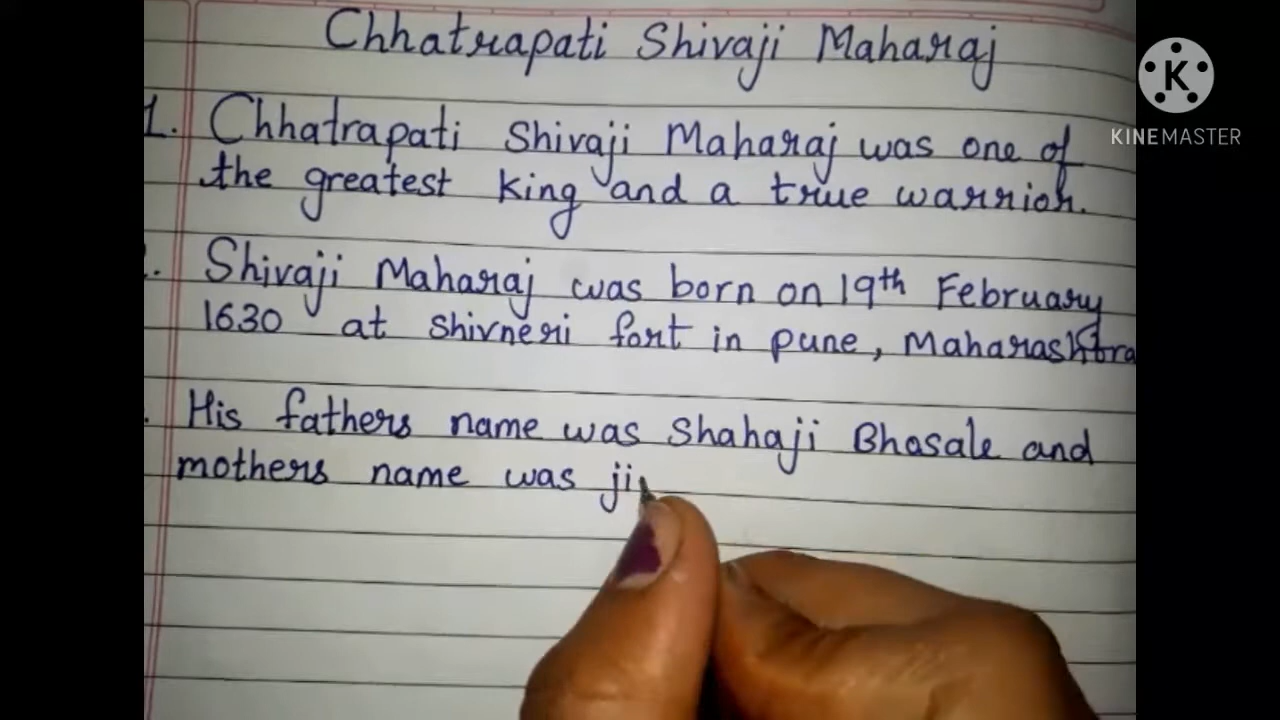 Chhatrapati Shivaji Maharaj
1. Chhatrapati Shivaji Maharaj was one of
the greatest king and a true warrior.
2. Shivaji Maharaj was born on 19th February
1630 at Shivneri fort in pune, Maharashtra
. His fathers name was Shahaji Bhosale and
mothers name was ji
K
KINEMASTER